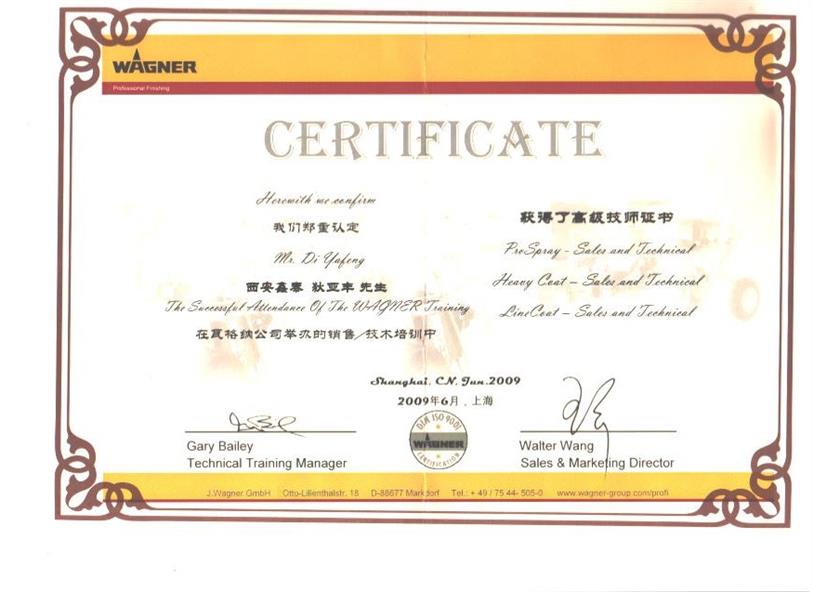 WAGNER
Professional Finishing
CERTIFICATE
Herewith we confirm
我们郑重认定
Mr. Di Yafeng
西安鑫泰 狄亚丰 先生
The Successful Attendance Of The WAGNER Training
在瓦格纳公司举办的销售/技术培训中
获得了高级技师证书
ProSpray - Sales and Technical
Heavy Coat – Sales and Technical
LineCoat – Sales and Technical
Shanghai, CN, Jun.2009
2009年6月,上海
Gary Bailey
Technical Training Manager
DIN ISO 9001
WAGNER
CERTIFICATION
Walter Wang
Sales & Marketing Director
J.Wagner GmbH Otto-Lilienthalstr. 18 D-88677 Markdorf Tel.: + 49 / 75 44- 505-0 www.wagner-group.com/profi